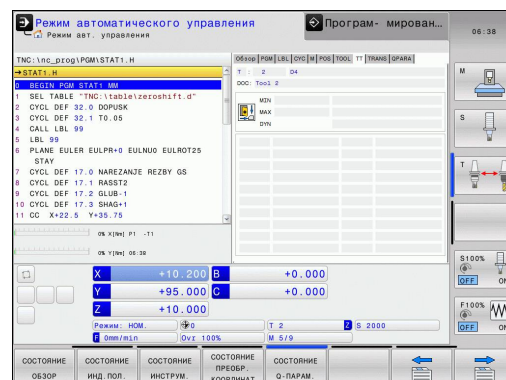 Режим автоматического управления
Режим авт. управления
Програм- мирован...
06:38
TNC:\nc_prog\PGM\STAT1.H
→STAT1.H
0 BEGIN PGM STAT1 MM
1 SEL TABLE "TNC:\table\zeroshift.d"
2 CYCL DEF 32.0 DOPUSK
3 CYCL DEF 32.1 T0.05
4 CALL LBL 99
5 LBL 99
6 PLANE EULER EULPR+0 EULNU0 EULROT25
STAY
7 CYCL DEF 17.0 NAREZANJE REZBY GS
8 CYCL DEF 17.1 RASST2
9 CYCL DEF 17.2 GLUB-1
10 CYCL DEF 17.3 SHAG+1
11 CC X+22.5 Y+35.75
Обзор PGM LBL CYC M POS TOOL TT TRANS QPARA
T : 2 D4
DOC: Tool 2
MIN
MAX
DYN
0% X[Nm] P1 -T1
0% Y[Nm] 06:38
X +10.200 B +0.000
Y +95.000 C +0.000
Z +10.000
Режим: НОМ. 0 T 2 Z S 2000
F 0mm/min Ovr 100% M 5/9
M
S
T
S100%
OFF ON
F100%
OFF ON
СОСТОЯНИЕ ОБЗОР
СОСТОЯНИЕ ИНД.ПОЛ.
СОСТОЯНИЕ ИНСТРУМ.
СОСТОЯНИЕ ПРЕОБР. КООРДИНАТ
СОСТОЯНИЕ Q-ПАРАМ.